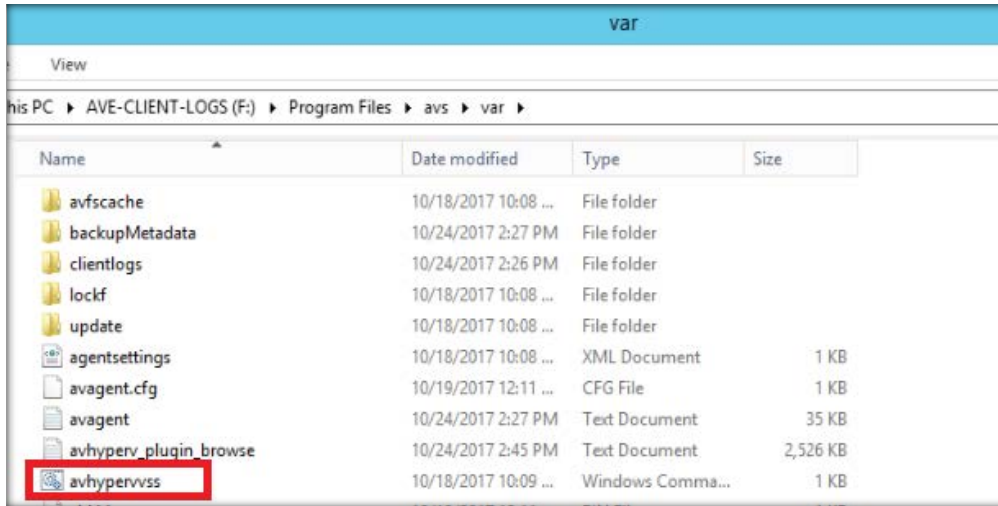 var
View
his PC ▸ AVE-CLIENT-LOGS (F:) ▸ Program Files ▸ avs ▸ var ▸
Name Date modified Type Size
avfscache 10/18/2017 10:08 ... File folder
backupMetadata 10/24/2017 2:27 PM File folder
clientlogs 10/24/2017 2:26 PM File folder
lockf 10/18/2017 10:08 ... File folder
update 10/18/2017 10:08 ... File folder
agentsettings 10/18/2017 10:08 ... XML Document 1 KB
avagent.cfg 10/19/2017 12:11 ... CFG File 1 KB
avagent 10/24/2017 2:27 PM Text Document 35 KB
avhyperv_plugin_browse 10/24/2017 2:45 PM Text Document 2,526 KB
avhypervvss 10/18/2017 10:09 ... Windows Comma... 1 KB